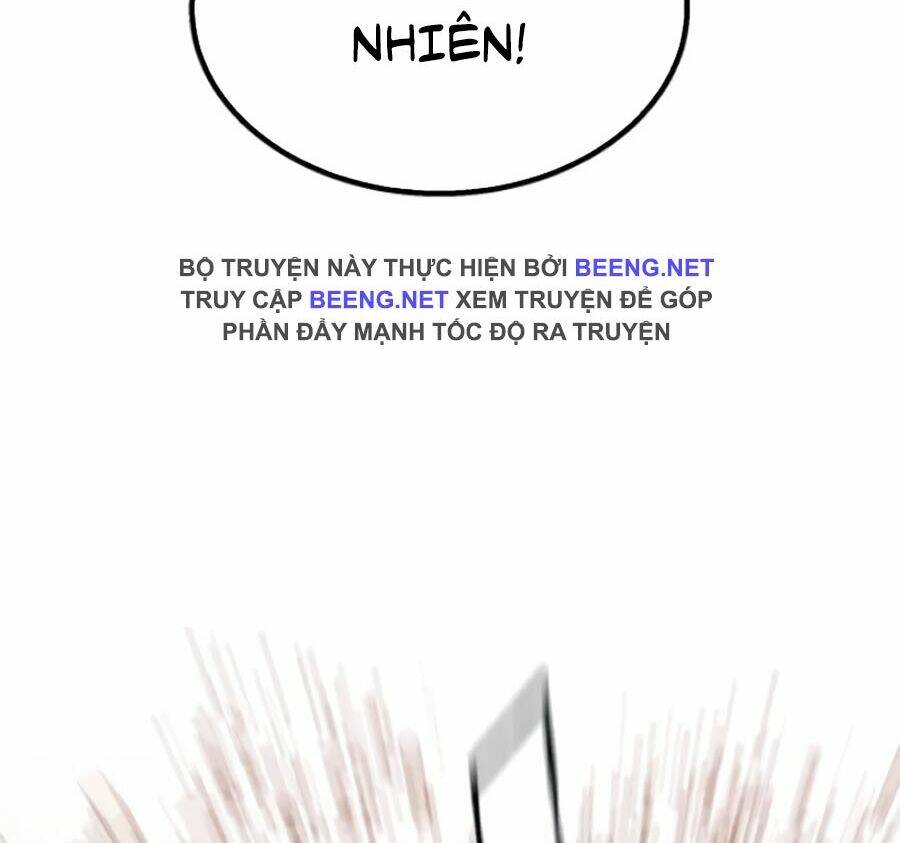 NHIÊN!
BỘ TRUYỆN NÀY THỰC HIỆN BỞI BEENG.NET
TRUY CẬP BEENG.NET XEM TRUYỆN ĐỂ GÓP
PHẦN ĐẨY MẠNH TỐC ĐỘ RA TRUYỆN